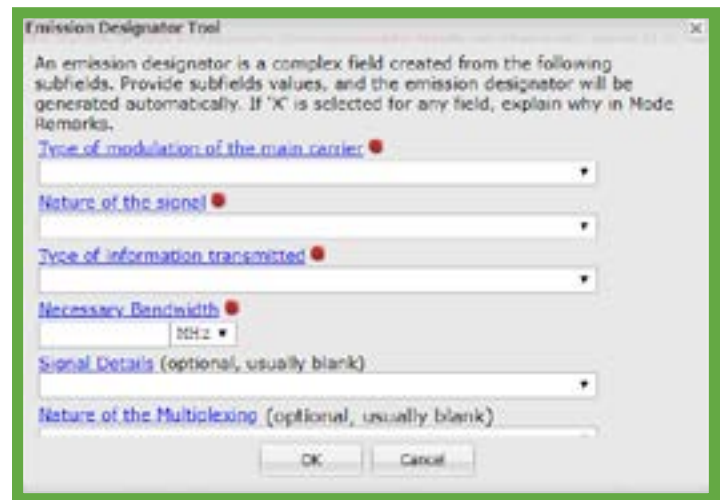 Emission Designator Tool
An emission designator is a complex field created from the following
subfields. Provide subfields values, and the emission designator will be
generated automatically. If 'X' is selected for any field, explain why in Mode
Remarks.
Type of modulation of the main carrier
Nature of the signal
Type of information transmitted
Necessary Bandwidth
MHz
Signal Details (optional, usually blank)
Nature of the Multiplexing (optional, usually blank)
OK Cancel